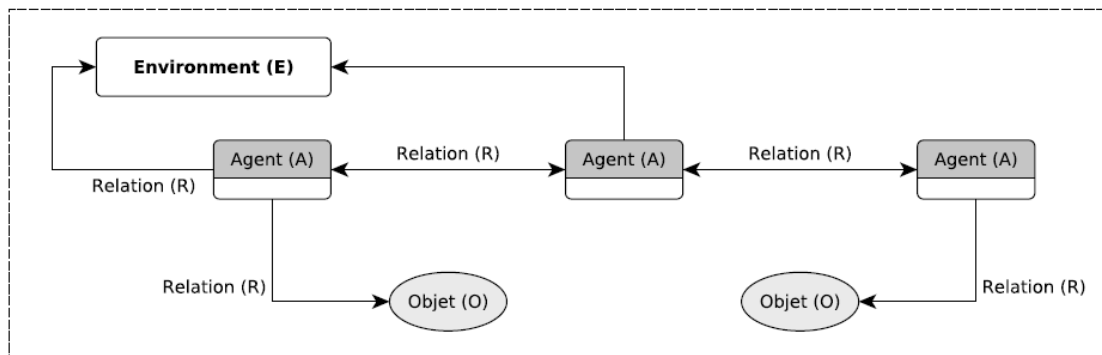 Environment (E)
Agent (A)
Relation (R)
Agent (A)
Relation (R)
Agent (A)
Relation (R)
Relation (R)
Objet (O)
Objet (O)
Relation (R)